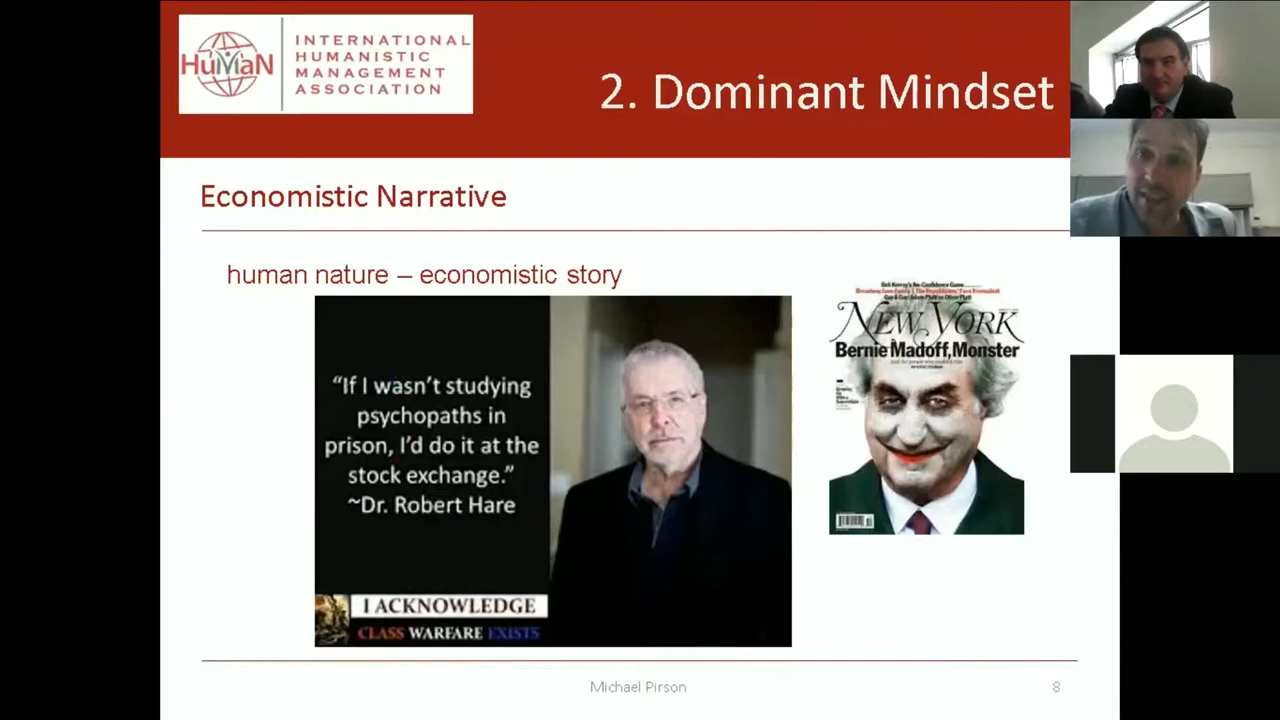 HuMaN
INTERNATIONAL
HUMANISTIC
MANAGEMENT
ASSOCIATION
2. Dominant Mindset
Economistic Narrative
human nature – economistic story
“If I wasn’t studying
psychopaths in
prison, I’d do it at the
stock exchange.”
~Dr. Robert Hare
I ACKNOWLEDGE
CLASS WARFARE EXISTS
NEW YORK
Bernie Madoff, Monster
Michael Pirson
8